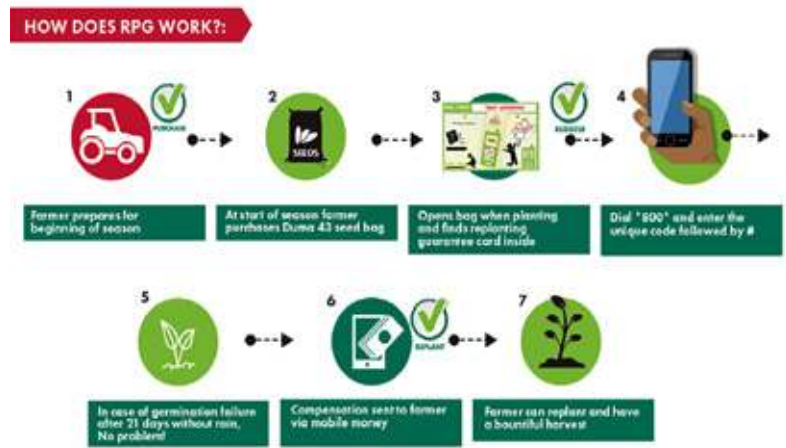 HOW DOES RPG WORK?:
1
PURCHASE
2
SEEDS
3
4
Farmer prepares for
beginning of season
At start of season farmer
purchases Duma 43 seed bag
Opens bag when planting
and finds replanting
guarantee card inside
Dial *800* and enter the
unique code followed by #
5
6
REPLANT
7
In case of germination failure
after 21 days without rain,
No problem!
Compensation sent to farmer
via mobile money
Farmer can replant and have
a bountiful harvest